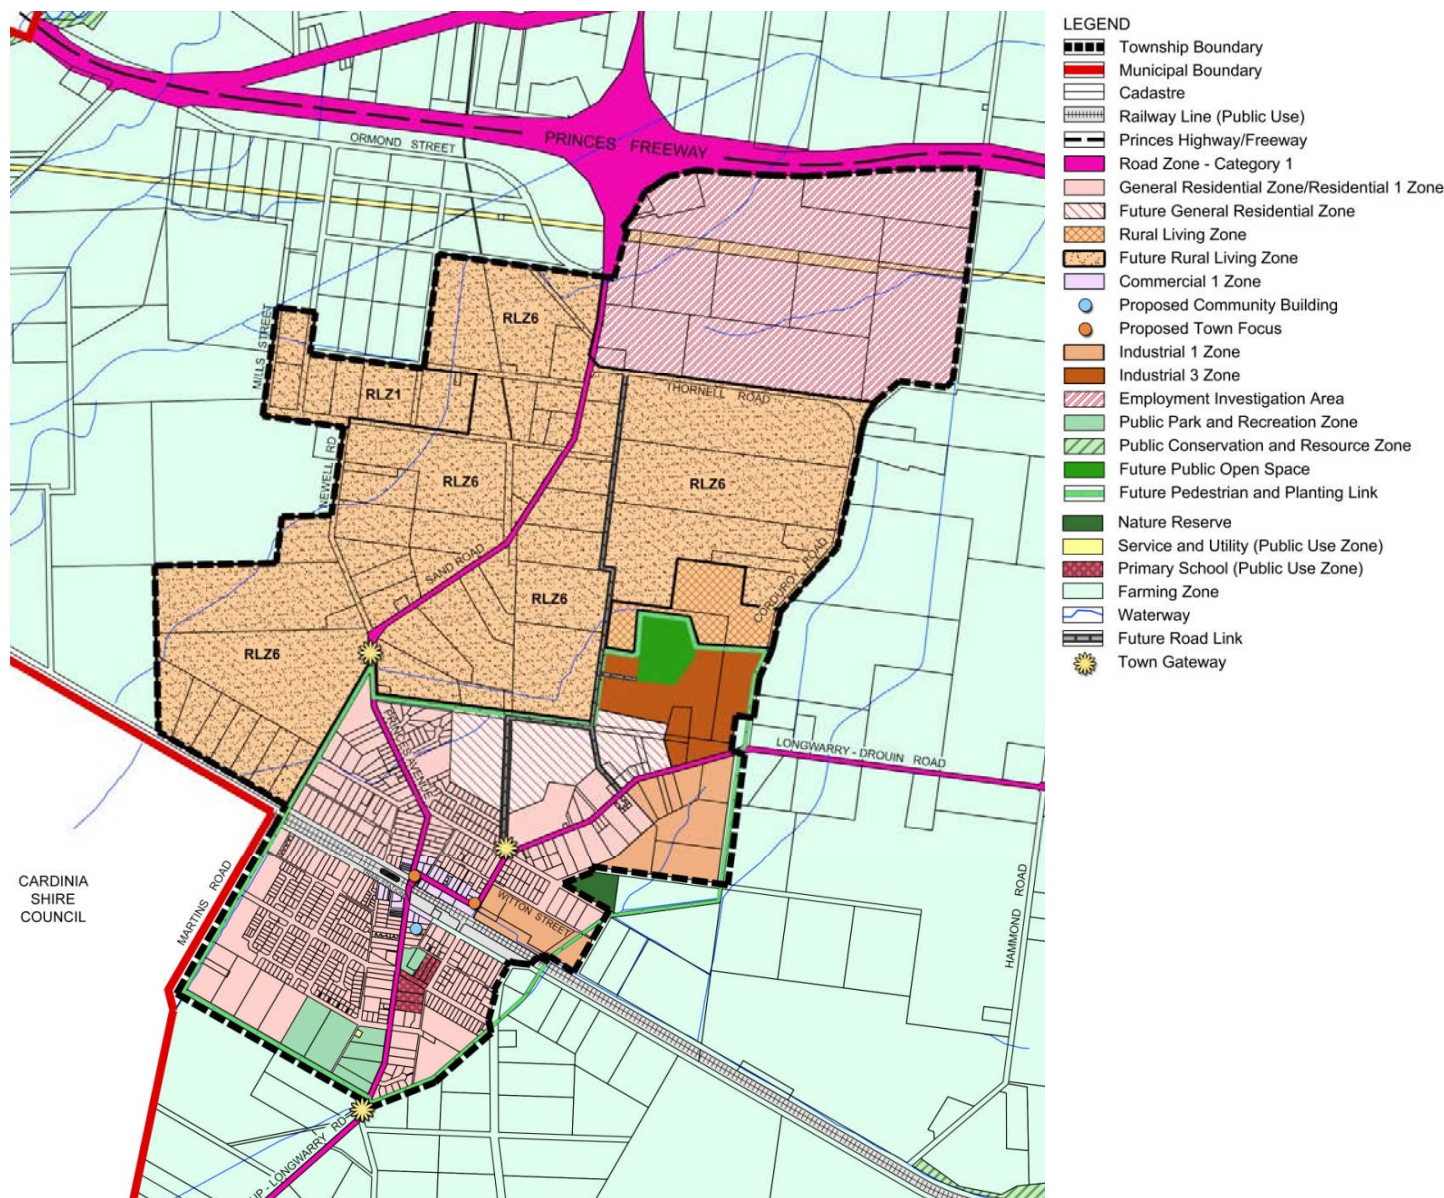 ORMOND STREET
PRINCES FREEWAY
MILLS STREET
RLZ6
RLZ1
THORNELL ROAD
NEWELL RD
RLZ6
RLZ6
SAND ROAD
RLZ6
CORDUROY ROAD
RLZ6
PRINCES AVENUE
LONGWARRY - DROUIN ROAD
CARDINIA
SHIRE
COUNCIL
MARTINS ROAD
WITTON STREET
HAMMOND ROAD
UP - LONGWARRY RD
LEGEND
Township Boundary
Municipal Boundary
Cadastre
Railway Line (Public Use)
Princes Highway/Freeway
Road Zone - Category 1
General Residential Zone/Residential 1 Zone
Future General Residential Zone
Rural Living Zone
Future Rural Living Zone
Commercial 1 Zone
Proposed Community Building
Proposed Town Focus
Industrial 1 Zone
Industrial 3 Zone
Employment Investigation Area
Public Park and Recreation Zone
Public Conservation and Resource Zone
Future Public Open Space
Future Pedestrian and Planting Link
Nature Reserve
Service and Utility (Public Use Zone)
Primary School (Public Use Zone)
Farming Zone
Waterway
Future Road Link
Town Gateway